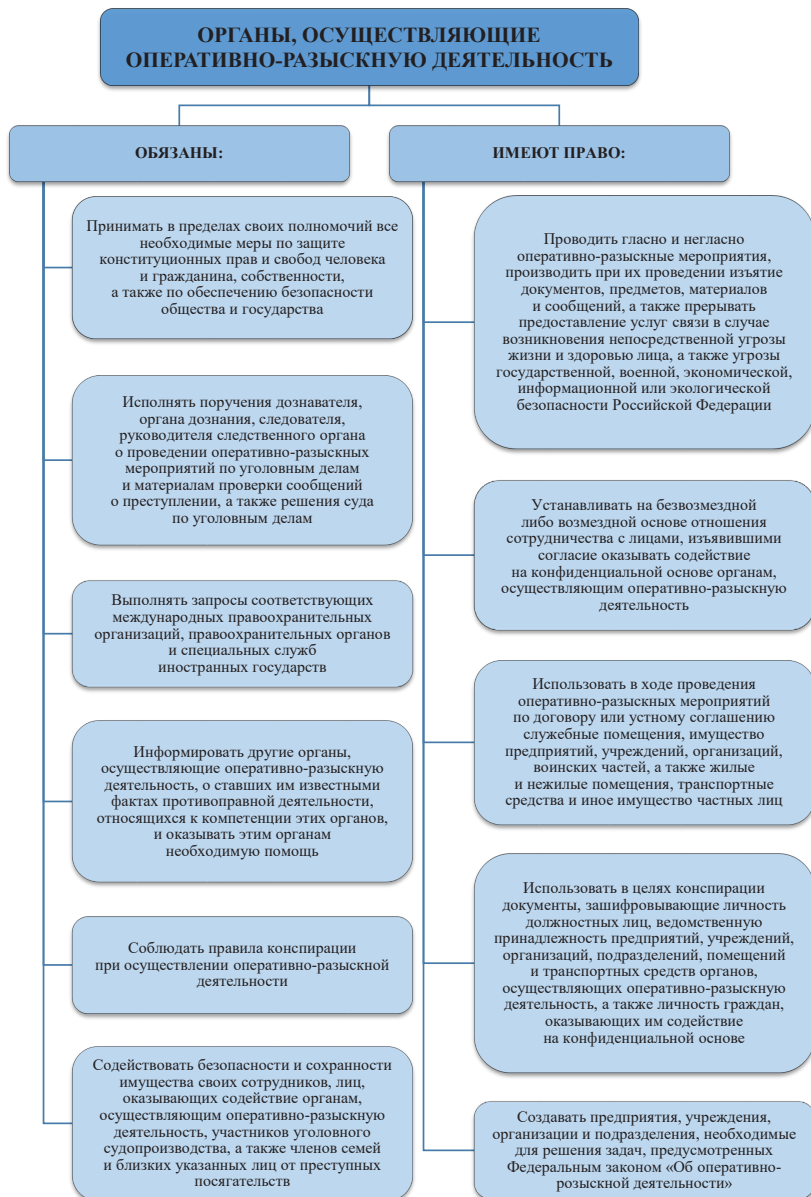 ОРГАНЫ, ОСУЩЕСТВЛЯЮЩИЕ
ОПЕРАТИВНО-РАЗЫСКНУЮ ДЕЯТЕЛЬНОСТЬ
ОБЯЗАНЫ:
Принимать в пределах своих полномочий все
необходимые меры по защите
конституционных прав и свобод человека
и гражданина, собственности,
а также по обеспечению безопасности
общества и государства
Исполнять поручения дознавателя,
органа дознания, следователя,
руководителя следственного органа
о проведении оперативно-разыскных
мероприятий по уголовным делам
и материалам проверки сообщений
о преступлении, а также решения суда
по уголовным делам
Выполнять запросы соответствующих
международных правоохранительных
организаций, правоохранительных органов
и специальных служб
иностранных государств
Информировать другие органы,
осуществляющие оперативно-разыскную
деятельность, о ставших им известными
фактах противоправной деятельности,
относящихся к компетенции этих органов,
и оказывать этим органам
необходимую помощь
Соблюдать правила конспирации
при осуществлении оперативно-разыскной
деятельности
Содействовать безопасности и сохранности
имущества своих сотрудников, лиц,
оказывающих содействие органам,
осуществляющим оперативно-разыскную
деятельность, участников уголовного
судопроизводства, а также членов семей
и близких указанных лиц от преступных
посягательств
ИМЕЮТ ПРАВО:
Проводить гласно и негласно
оперативно-разыскные мероприятия,
производить при их проведении изъятие
документов, предметов, материалов
и сообщений, а также прерывать
предоставление услуг связи в случае
возникновения непосредственной угрозы
жизни и здоровью лица, а также угрозы
государственной, военной, экономической,
информационной или экологической
безопасности Российской Федерации
Устанавливать на безвозмездной
либо возмездной основе отношения
сотрудничества с лицами, изъявившими
согласие оказывать содействие
на конфиденциальной основе органам,
осуществляющим оперативно-разыскную
деятельность
Использовать в ходе проведения
оперативно-разыскных мероприятий
по договору или устному соглашению
служебные помещения, имущество
предприятий, учреждений, организаций,
воинских частей, а также жилые
и нежилые помещения, транспортные
средства и иное имущество частных лиц
Использовать в целях конспирации
документы, зашифровывающие личность
должностных лиц, ведомственную
принадлежность предприятий, учреждений,
организаций, подразделений, помещений
и транспортных средств органов,
осуществляющих оперативно-разыскную
деятельность, а также личность граждан,
оказывающих им содействие
на конфиденциальной основе
Создавать предприятия, учреждения,
организации и подразделения, необходимые
для решения задач, предусмотренных
Федеральным законом «Об оперативно-
розыскной деятельности»